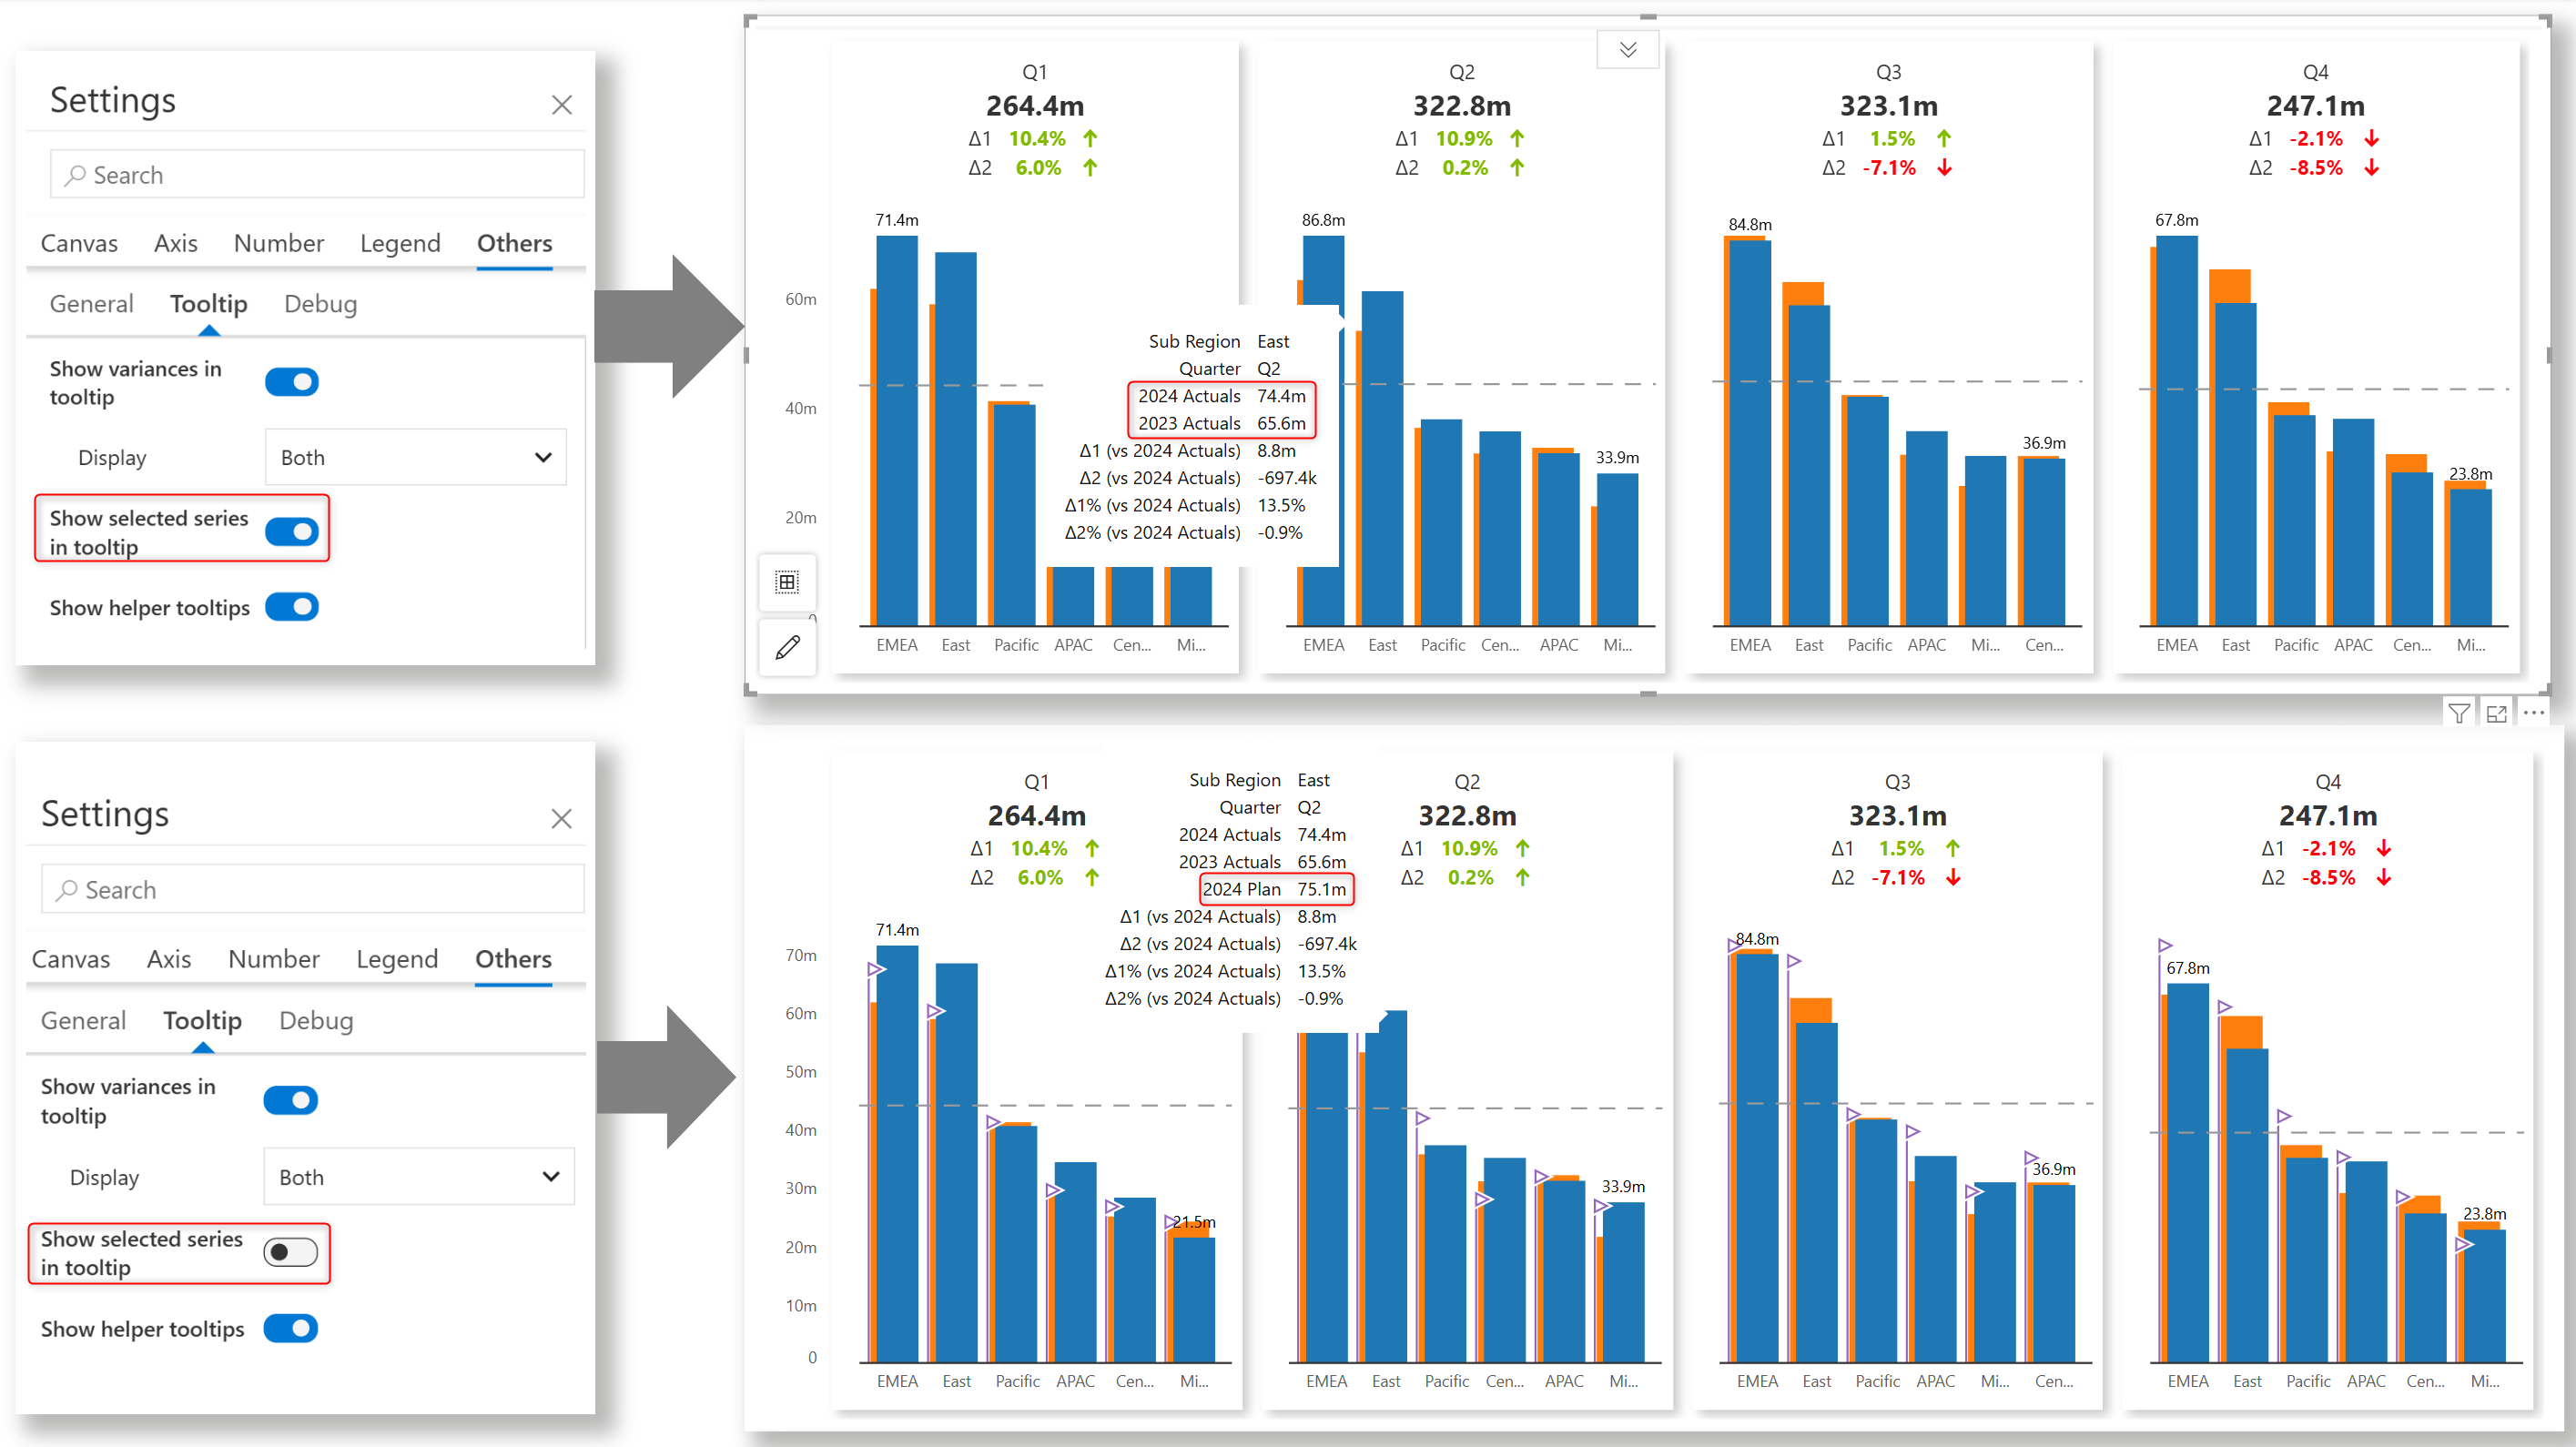 Settings
Search
Canvas Axis Number Legend Others
General Tooltip Debug
Show variances in
tooltip
Display Both
Show selected series
in tooltip
Show helper tooltips
Q1
264.4m
Δ1 10.4%
Δ2 6.0%
Q2
322.8m
Δ1 10.9%
Δ2 0.2%
Q3
323.1m
Δ1 1.5%
Δ2 -7.1%
Q4
247.1m
Δ1 -2.1%
Δ2 -8.5%
71.4m
86.8m
84.8m
67.8m
60m
40m
20m
0
Sub Region East
Quarter Q2
2024 Actuals 74.4m
2023 Actuals 65.6m
Δ1 (vs 2024 Actuals) 8.8m
Δ2 (vs 2024 Actuals) -697.4k
Δ1% (vs 2024 Actuals) 13.5%
Δ2% (vs 2024 Actuals) -0.9%
33.9m
36.9m
23.8m
EMEA East Pacific APAC Cen... Mi...
EMEA East Pacific Cen... APAC Mi...
EMEA East Pacific APAC Mi... Cen...
EMEA East Pacific APAC Cen... Mi...
Settings
Search
Canvas Axis Number Legend Others
General Tooltip Debug
Show variances in
tooltip
Display Both
Show selected series
in tooltip
Show helper tooltips
Q1
264.4m
Δ1 10.4%
Δ2 6.0%
Sub Region East
Quarter Q2
2024 Actuals 74.4m
2023 Actuals 65.6m
2024 Plan 75.1m
Δ1 (vs 2024 Actuals) 8.8m
Δ2 (vs 2024 Actuals) -697.4k
Δ1% (vs 2024 Actuals) 13.5%
Δ2% (vs 2024 Actuals) -0.9%
Q2
322.8m
Δ1 10.9%
Δ2 0.2%
Q3
323.1m
Δ1 1.5%
Δ2 -7.1%
Q4
247.1m
Δ1 -2.1%
Δ2 -8.5%
70m
60m
50m
40m
30m
20m
10m
0
71.4m
21.5m
33.9m
84.8m
36.9m
67.8m
23.8m
EMEA East Pacific APAC Cen... Mi...
EMEA East Pacific Cen... APAC Mi...
EMEA East Pacific APAC Mi... Cen...
EMEA East Pacific APAC Cen... Mi...